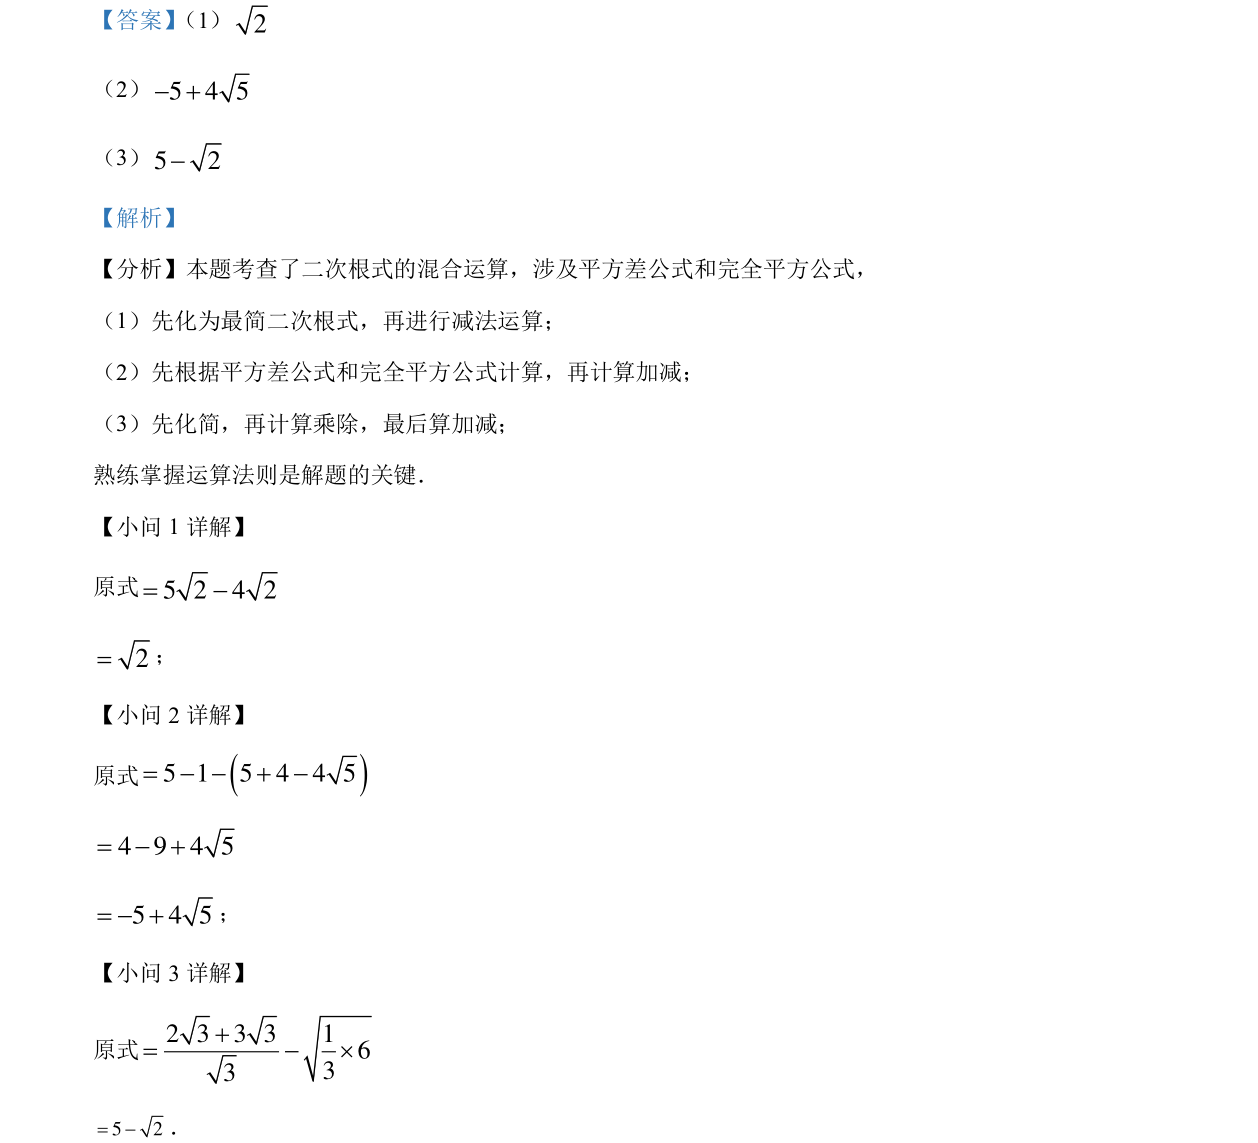 【答案】（1）√2
（2）−5+4√5
（3）5−√2
【解析】
【分析】本题考查了二次根式的混合运算，涉及平方差公式和完全平方公式，
（1）先化为最简二次根式，再进行减法运算；
（2）先根据平方差公式和完全平方公式计算，再计算加减；
（3）先化简，再计算乘除，最后算加减；
熟练掌握运算法则是解题的关键．
【小问 1 详解】
原式=5√2−4√2
=√2；
【小问 2 详解】
原式=5−1−(5+4−4√5)
=4−9+4√5
=−5+4√5；
【小问 3 详解】
原式=(2√3+3√3)/√3−√(1/3×6)
=5−√2．